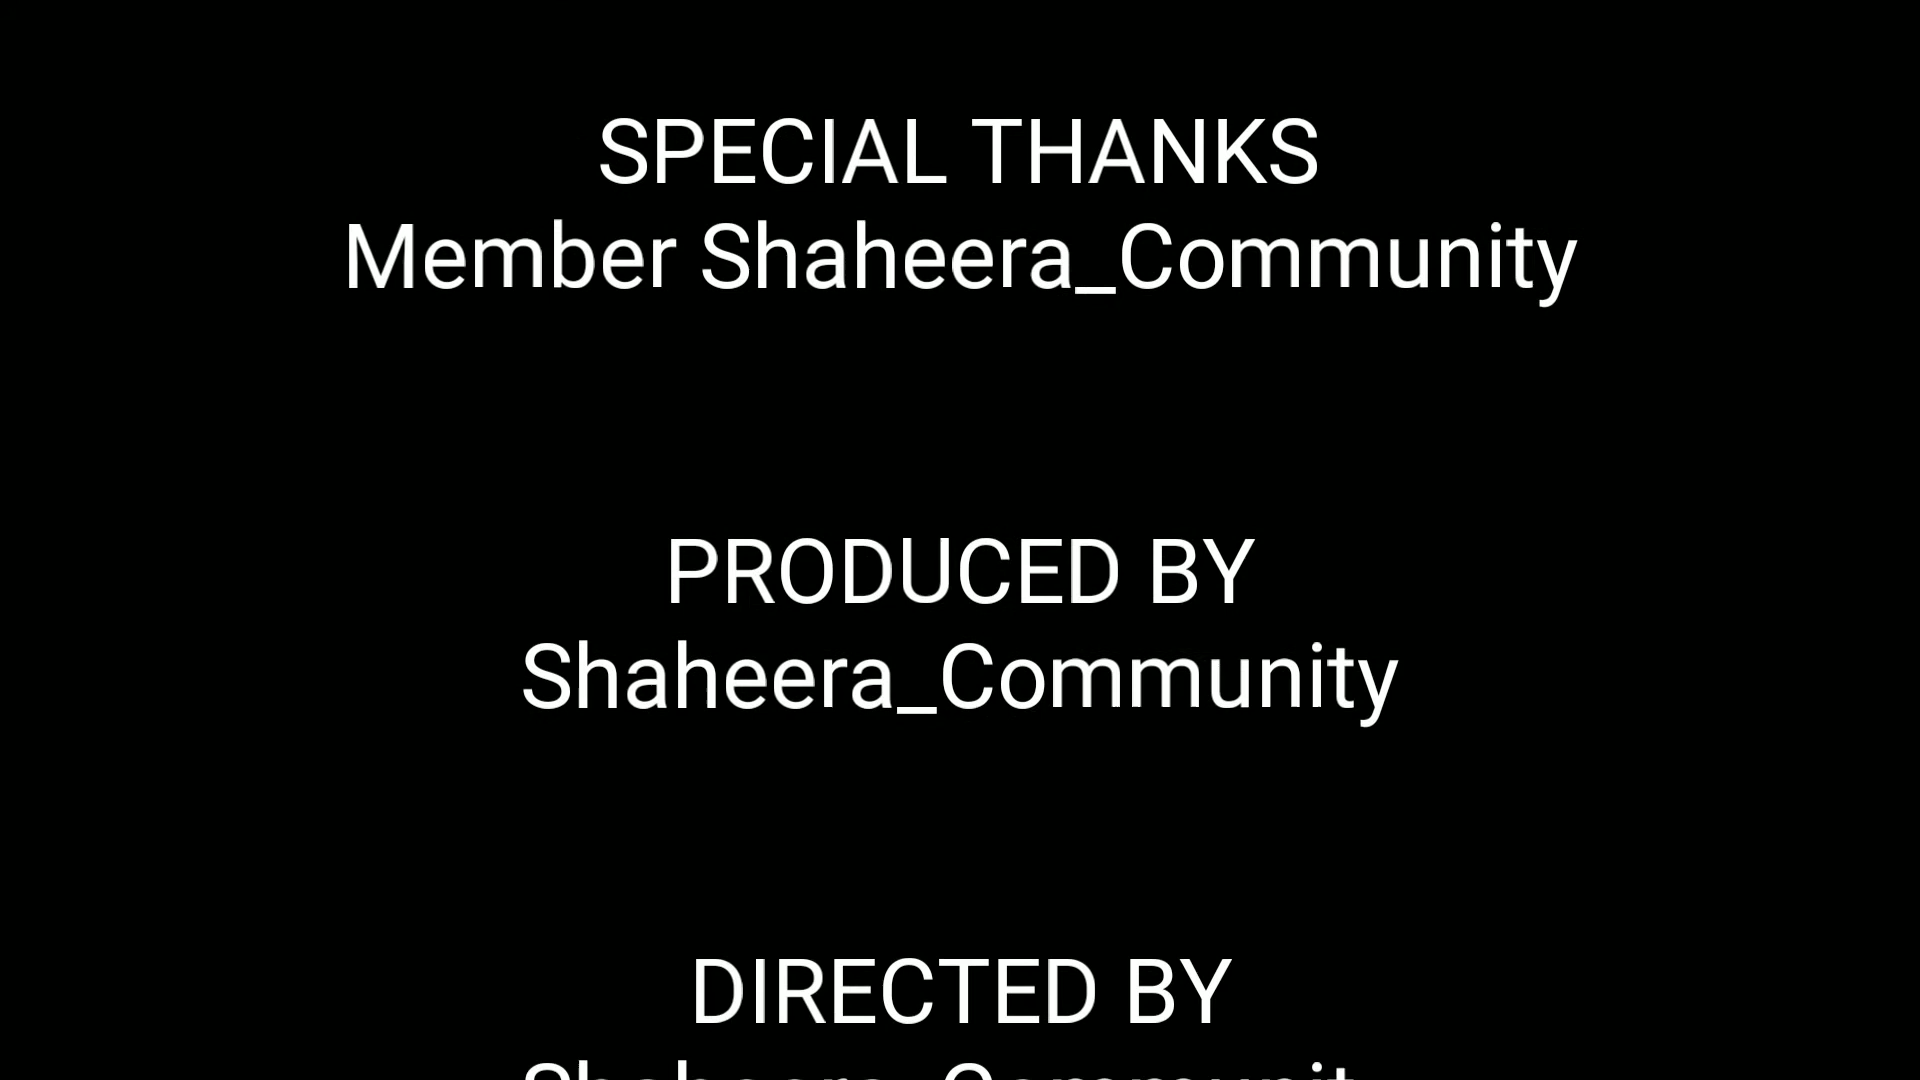 SPECIAL THANKS
Member Shaheera_Community
PRODUCED BY
Shaheera_Community
DIRECTED BY